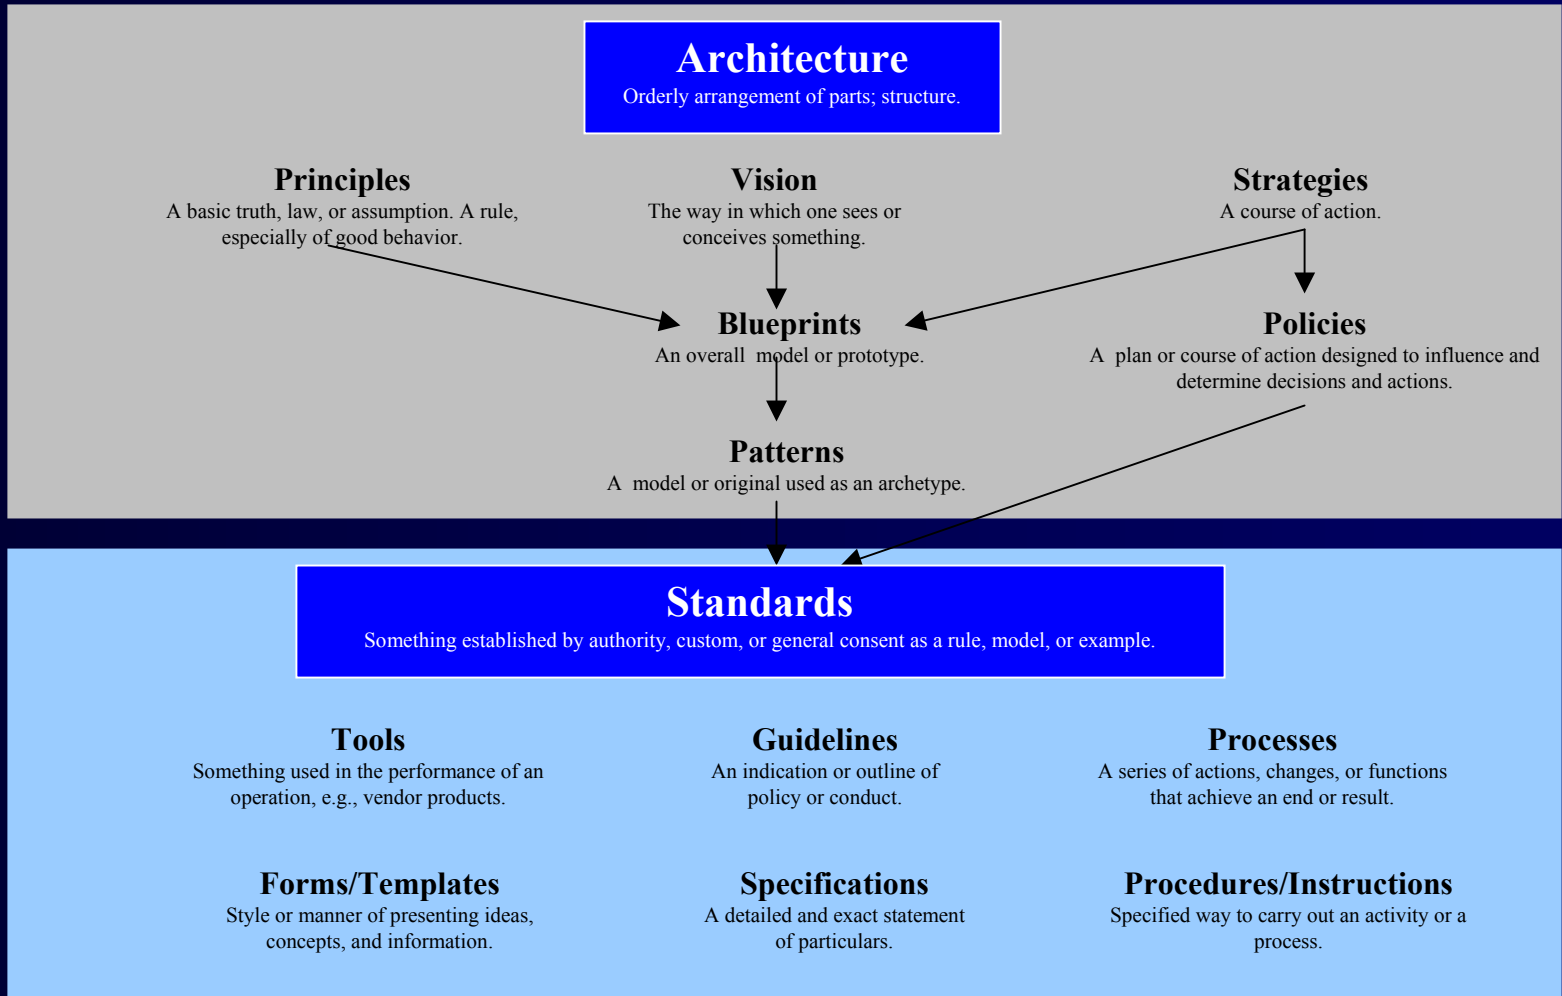 Architecture
Orderly arrangement of parts; structure.
Principles
A basic truth, law, or assumption. A rule,
especially of good behavior.
Vision
The way in which one sees or
conceives something.
Strategies
A course of action.
Blueprints
An overall  model or prototype.
Policies
A  plan or course of action designed to influence and
determine decisions and actions.
Patterns
A  model or original used as an archetype.
Standards
Something established by authority, custom, or general consent as a rule, model, or example.
Tools
Something used in the performance of an
operation, e.g., vendor products.
Guidelines
An indication or outline of
policy or conduct.
Processes
A series of actions, changes, or functions
that achieve an end or result.
Forms/Templates
Style or manner of presenting ideas,
concepts, and information.
Specifications
A detailed and exact statement
of particulars.
Procedures/Instructions
Specified way to carry out an activity or a
process.